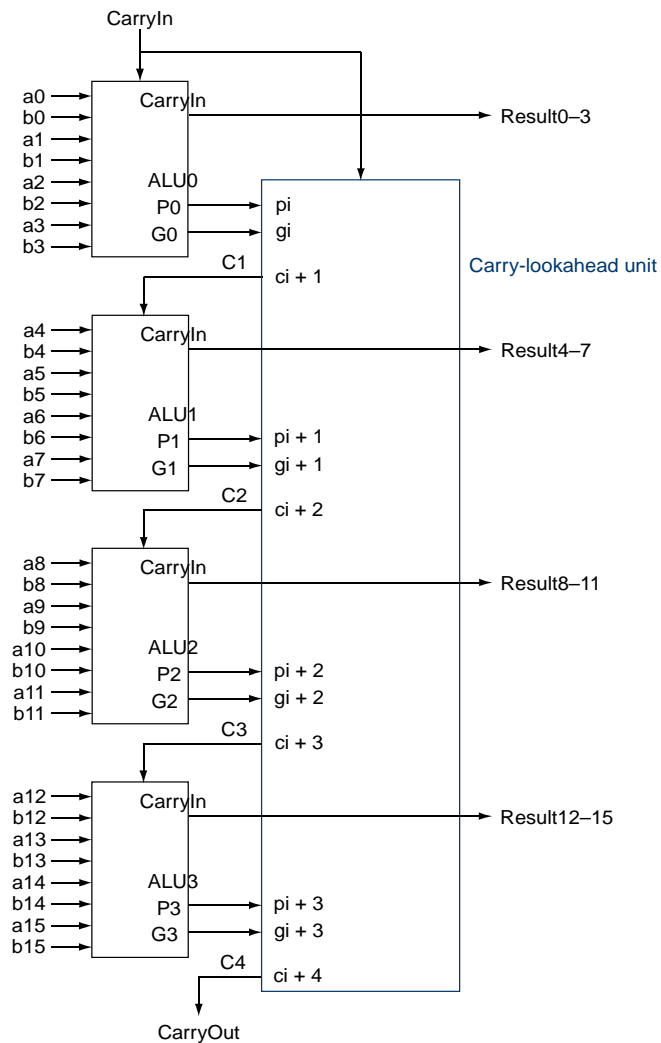 CarryIn
a0
b0
a1
b1
a2
b2
a3
b3
CarryIn
ALU0
P0
G0
Result0–3
pi
gi
C1
ci + 1
Carry-lookahead unit
a4
b4
a5
b5
a6
b6
a7
b7
CarryIn
ALU1
P1
G1
Result4–7
pi + 1
gi + 1
C2
ci + 2
a8
b8
a9
b9
a10
b10
a11
b11
CarryIn
ALU2
P2
G2
Result8–11
pi + 2
gi + 2
C3
ci + 3
a12
b12
a13
b13
a14
b14
a15
b15
CarryIn
ALU3
P3
G3
Result12–15
pi + 3
gi + 3
C4
ci + 4
CarryOut